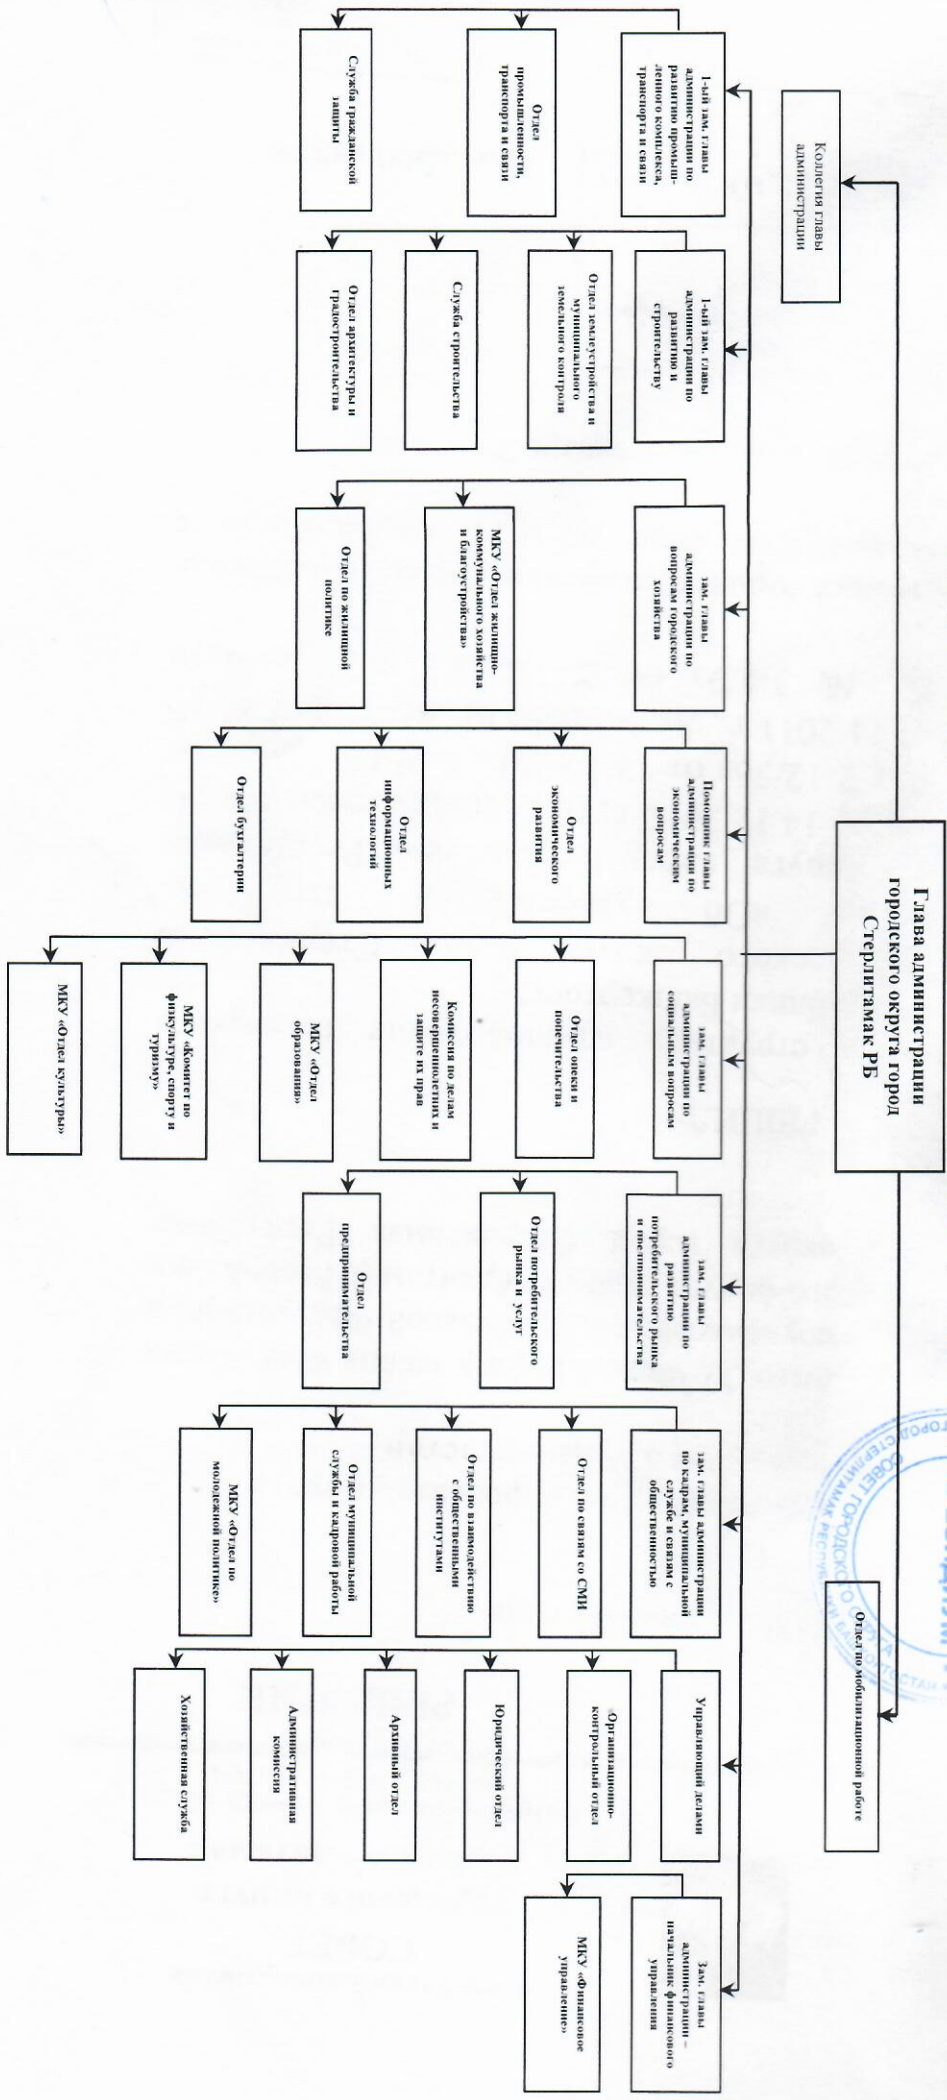 Глава администрации
городского округа город
Стерлитамак РБ
Коллегия главы
администрации
Отдел по мобилизационной работе
1-ый зам. главы
администрации по
развитию промыш-
ленного комплекса,
транспорта и связи
Отдел
промышленности,
транспорта и связи
Служба гражданской
защиты
1-ый зам. главы
администрации по
развитию и
строительству
Отдел землеустройства и
муниципального
земельного контроля
Служба строительства
Отдел архитектуры и
градостроительства
зам. главы
администрации по
вопросам городского
хозяйства
МКУ «Отдел жилищно-
коммунального хозяйства
и благоустройства»
Отдел по жилищной
политике
Помощник главы
администрации по
экономическим
вопросам
Отдел
экономического
развития
Отдел
информационных
технологий
Отдел бухгалтерии
зам. главы
администрации по
социальным вопросам
Отдел опеки и
попечительства
Комиссия по делам
несовершеннолетних и
защите их прав
МКУ «Отдел
образования»
МКУ «Комитет по
физкультуре, спорту и
туризму»
МКУ «Отдел культуры»
зам. главы
администрации по
развитию
потребительского рынка
и предпринимательства
Отдел потребительского
рынка и услуг
Отдел
предпринимательства
зам. главы администрации
по кадрам, муниципальной
службе и связям с
общественностью
Отдел по связям со СМИ
Отдел по взаимодействию
с общественными
институтами
Отдел муниципальной
службы и кадровой работы
МКУ «Отдел по
молодежной политике»
Управляющий делами
Организационно-
контрольный отдел
Юридический отдел
Архивный отдел
Административная
комиссия
Хозяйственная служба
Зам. главы
администрации –
начальник финансового
управления
МКУ «Финансовое
управление»
СОВЕТ ГОРОДСКОГО ОКРУГА
ГОРОД СТЕРЛИТАМАК РЕСПУБЛИКИ БАШКОРТОСТАН